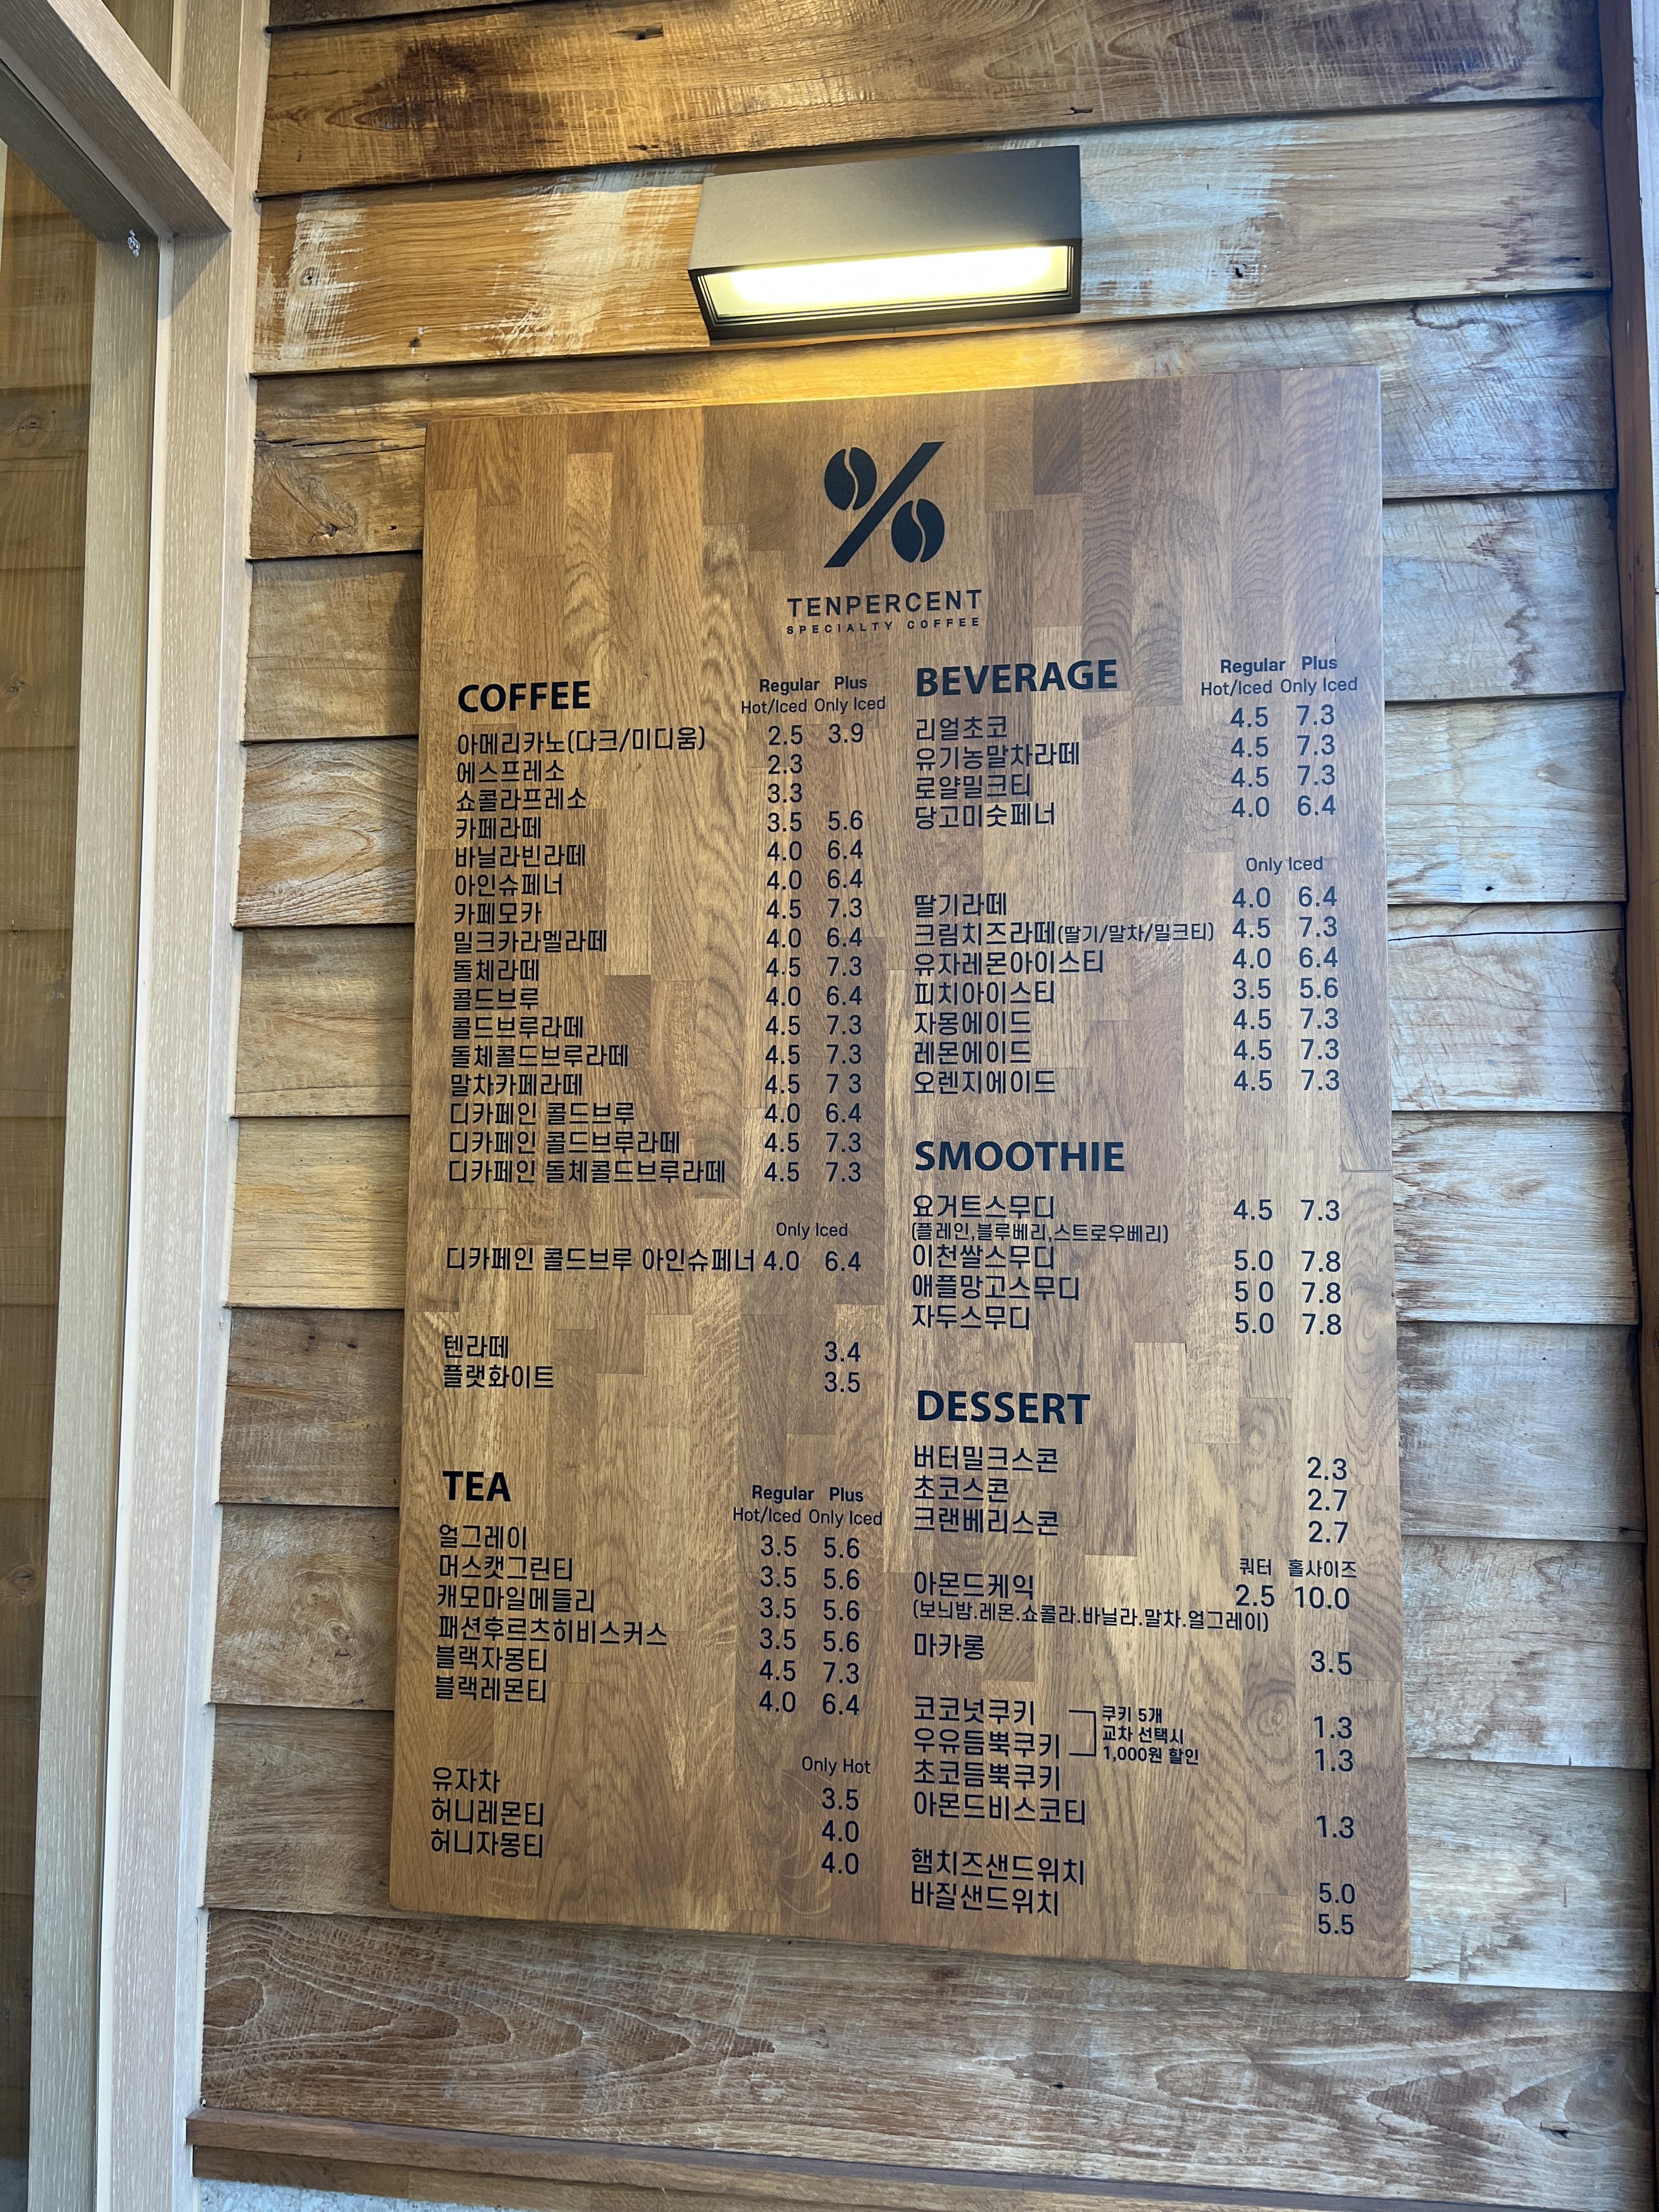 TENPERCENT
SPECIALTY COFFEE
COFFEE
Regular Plus
Hot/Iced Only Iced
아메리카노(다크/미디움) 2.5 3.9
에스프레소 2.3
쇼콜라프레소 3.3
카페라떼 3.5 5.6
바닐라빈라떼 4.0 6.4
아인슈페너 4.0 6.4
카페모카 4.5 7.3
밀크카라멜라떼 4.0 6.4
돌체라떼 4.5 7.3
콜드브루 4.0 6.4
콜드브루라떼 4.5 7.3
돌체콜드브루라떼 4.5 7.3
말차카페라떼 4.5 7 3
디카페인 콜드브루 4.0 6.4
디카페인 콜드브루라떼 4.5 7.3
디카페인 돌체콜드브루라떼 4.5 7.3
Only Iced
디카페인 콜드브루 아인슈페너 4.0 6.4
텐라떼 3.4
플랫화이트 3.5
TEA
Regular Plus
Hot/Iced Only Iced
얼그레이 3.5 5.6
머스캣그린티 3.5 5.6
캐모마일메들리 3.5 5.6
패션후르츠히비스커스 3.5 5.6
블랙자몽티 4.5 7.3
블랙레몬티 4.0 6.4
Only Hot
유자차 3.5
허니레몬티 4.0
허니자몽티 4.0
BEVERAGE
Regular Plus
Hot/Iced Only Iced
리얼초코 4.5 7.3
유기농말차라떼 4.5 7.3
로얄밀크티 4.5 7.3
당고미숫페너 4.0 6.4
Only Iced
딸기라떼 4.0 6.4
크림치즈라떼(딸기/말차/밀크티) 4.5 7.3
유자레몬아이스티 4.0 6.4
피치아이스티 3.5 5.6
자몽에이드 4.5 7.3
레몬에이드 4.5 7.3
오렌지에이드 4.5 7.3
SMOOTHIE
요거트스무디 4.5 7.3
(플레인,블루베리,스트로우베리)
이천쌀스무디 5.0 7.8
애플망고스무디 5 0 7.8
자두스무디 5.0 7.8
DESSERT
버터밀크스콘 2.3
초코스콘 2.7
크랜베리스콘 2.7
쿼터 홀사이즈
아몬드케익 2.5 10.0
(보늬밤.레몬.쇼콜라.바닐라.말차.얼그레이)
마카롱 3.5
코코넛쿠키 1.3
우유듬뿍쿠키 1.3
쿠키 5개
교차 선택시
1,000원 할인
초코듬뿍쿠키
아몬드비스코티 1.3
햄치즈샌드위치 5.0
바질샌드위치 5.5